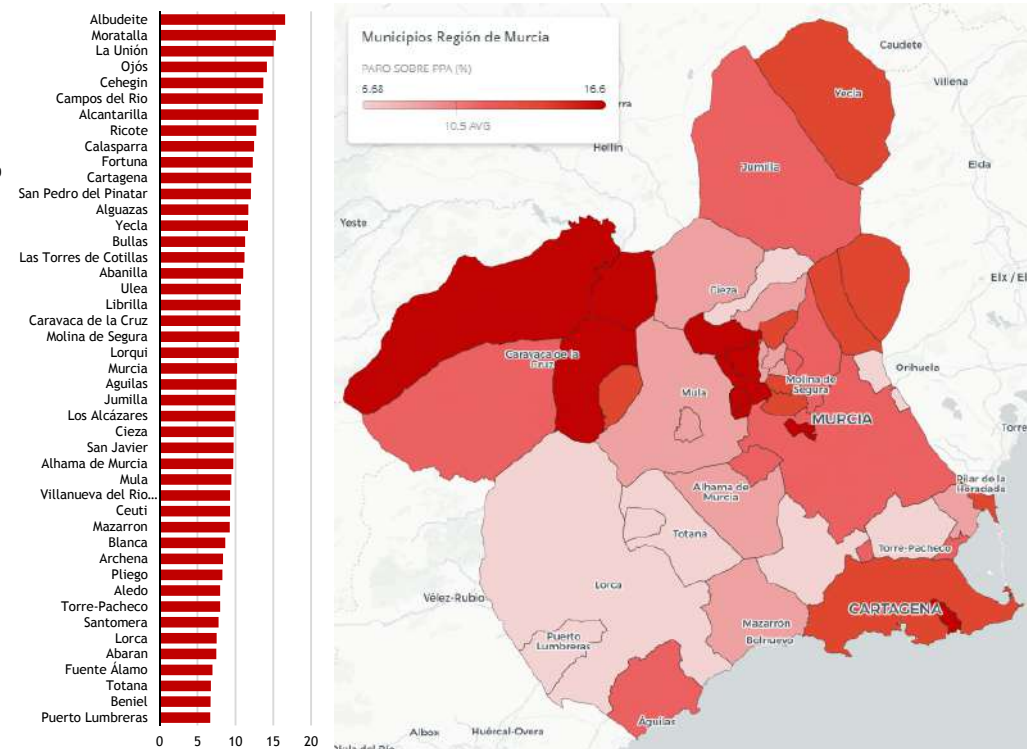 Albudeite
Moratalla
La Unión
Ojós
Cehegin
Campos del Rio
Alcantarilla
Ricote
Calasparra
Fortuna
Cartagena
San Pedro del Pinatar
Alguazas
Yecla
Bullas
Las Torres de Cotillas
Abanilla
Ulea
Librilla
Caravaca de la Cruz
Molina de Segura
Lorqui
Murcia
Aguilas
Jumilla
Los Alcázares
Cieza
San Javier
Alhama de Murcia
Mula
Villanueva del Rio...
Ceuti
Mazarron
Blanca
Archena
Pliego
Aledo
Torre-Pacheco
Santomera
Lorca
Abaran
Fuente Álamo
Totana
Beniel
Puerto Lumbreras
0 5 10 15 20
Municipios Región de Murcia
PARO SOBRE PPA (%)
5.68 16.6
10.5 AVG
Caudete
Villena
Yecla
Hellín
Elda
Jumilla
Yeste
Elx / El
Cieza
Caravaca de la
Cruz
Orihuela
Molina de
Segura
Mula
MURCIA
Torre
Pilar de la
Horadada
Alhama de
Murcia
Totana
Torre-Pacheco
Lorca
Vélez-Rubio
CARTAGENA
Mazarrón
Bolnuevo
Puerto
Lumbreras
Águilas
Albox
Huércal-Overa